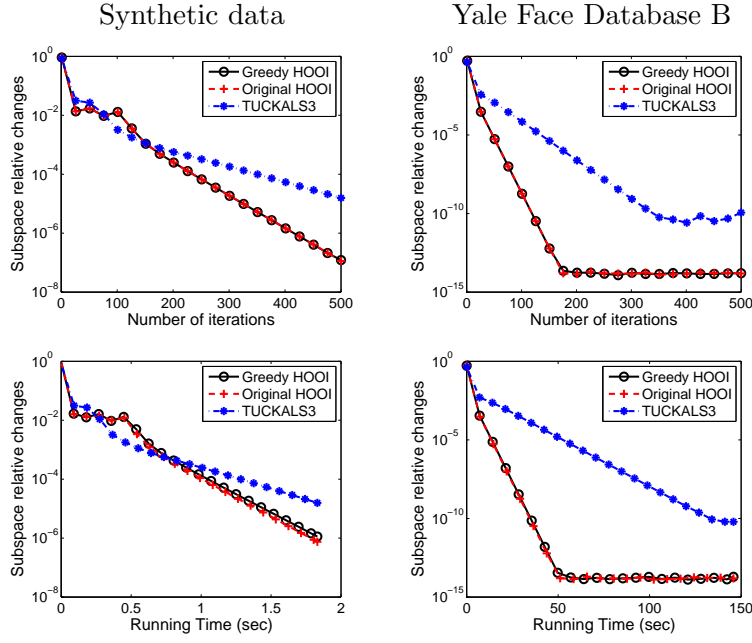 Synthetic data
Yale Face Database B
10^0
10^−2
10^−4
10^−6
10^−8
Subspace relative changes
0 100 200 300 400 500
Number of iterations
Greedy HOOI
Original HOOI
TUCKALS3
10^0
10^−5
10^−10
10^−15
Subspace relative changes
0 100 200 300 400 500
Number of iterations
Greedy HOOI
Original HOOI
TUCKALS3
10^0
10^−2
10^−4
10^−6
10^−8
Subspace relative changes
0 0.5 1 1.5 2
Running Time (sec)
Greedy HOOI
Original HOOI
TUCKALS3
10^0
10^−5
10^−10
10^−15
Subspace relative changes
0 50 100 150
Running Time (sec)
Greedy HOOI
Original HOOI
TUCKALS3